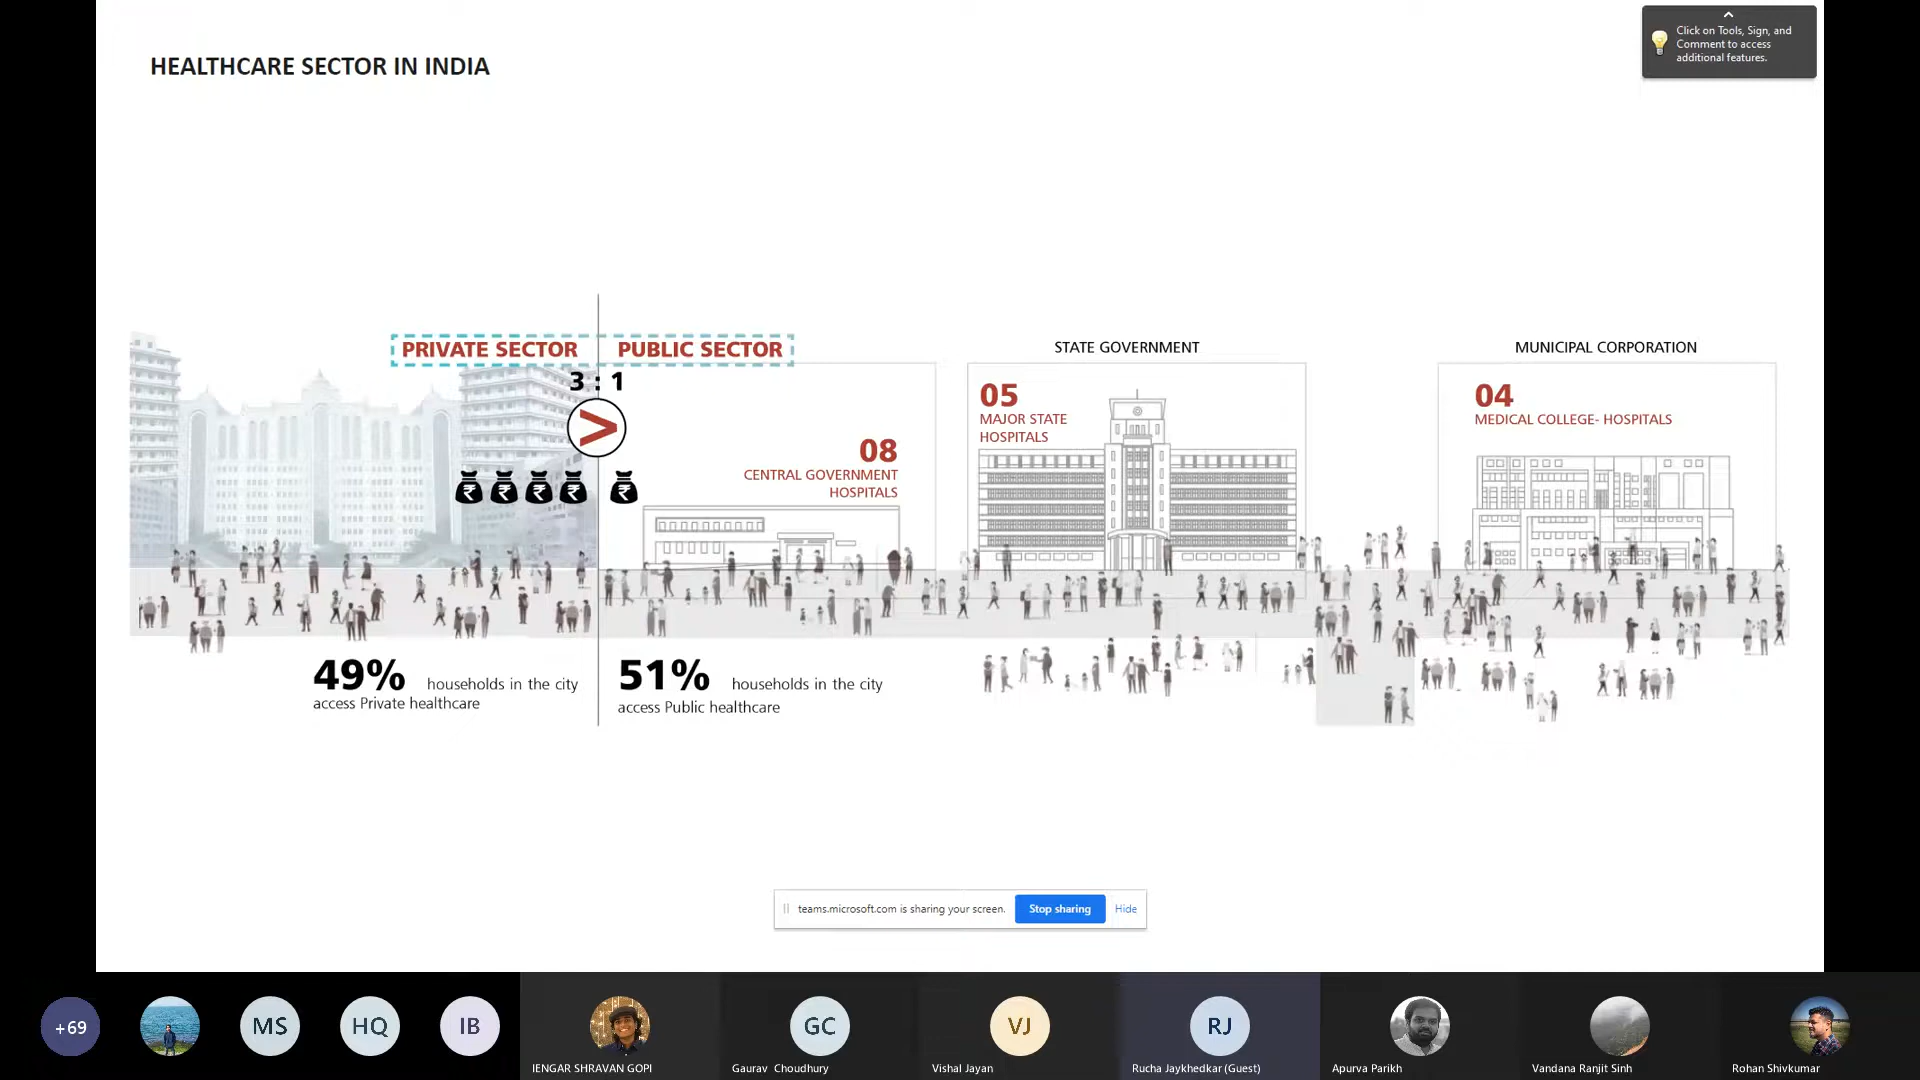 HEALTHCARE SECTOR IN INDIA
Click on Tools, Sign, and
Comment to access
additional features.
PRIVATE SECTOR
PUBLIC SECTOR
3 : 1
>
08
CENTRAL GOVERNMENT
HOSPITALS
STATE GOVERNMENT
05
MAJOR STATE
HOSPITALS
MUNICIPAL CORPORATION
04
MEDICAL COLLEGE- HOSPITALS
₹ ₹ ₹ ₹ ₹
49% households in the city
access Private healthcare
51% households in the city
access Public healthcare
teams.microsoft.com is sharing your screen.
Stop sharing
Hide
+69
MS
HQ
IB
IENGAR SHRAVAN GOPI
GC
Gaurav Choudhury
VJ
Vishal Jayan
RJ
Rucha Jaykhedkar (Guest)
Apurva Parikh
Vandana Ranjit Sinh
Rohan Shivkumar